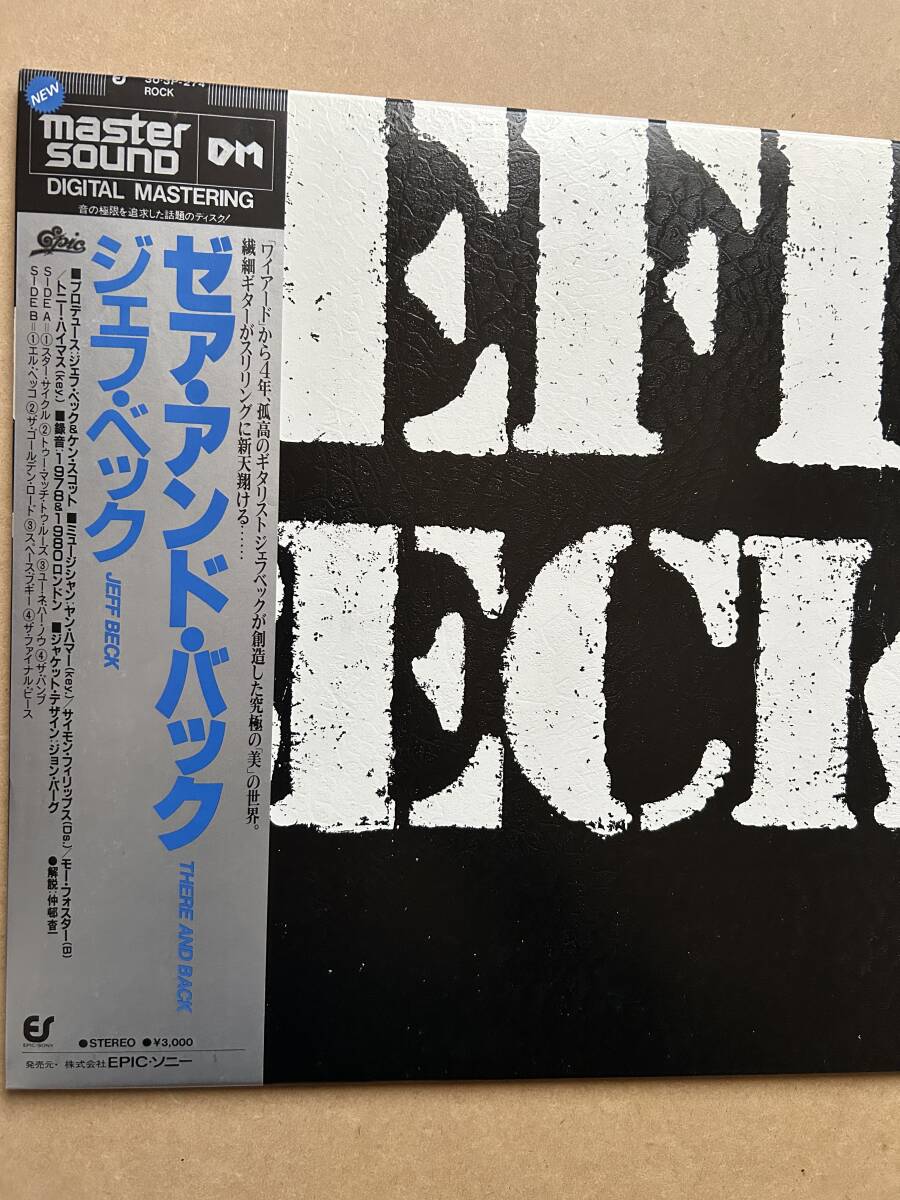 NEW
ROCK
master
SOUND
DM
DIGITAL MASTERING
音の極限を追求した話題のディスク!
「ワイアード」から4年、孤高のギタリストジェフ・ベックが創造した究極の「美」の世界。
繊細ギターがスリリングに新天翔ける……
ゼア・アンド・バック THERE AND BACK
ジェフ・ベック JEFF BECK
Epic
■プロデュース:ジェフ・ベック&ケン・スコット ■ミュージシャン:ヤン・ハマー(key.)/サイモン・フィリップス(Ds.)/モー・フォスター(B)
/トニー・ハイマス(key.) ■録音:1978&1980ロンドン ■ジャケット・デザイン:ジョン・バーグ ●解説:仲邨杳一
SIDE A=①スター・サイクル ②トゥー・マッチ・トゥ・ルーズ ③ユー・ネバー・ノウ ④ザ・パンプ
SIDE B=①エル・ベッコ ②ザ・ゴールデン・ロード ③スペース・ブギー ④ザ・ファイナル・ピース
ES
EPIC・SONY
●STEREO ●¥3,000
発売元・株式会社EPIC・ソニー
EF
ECK